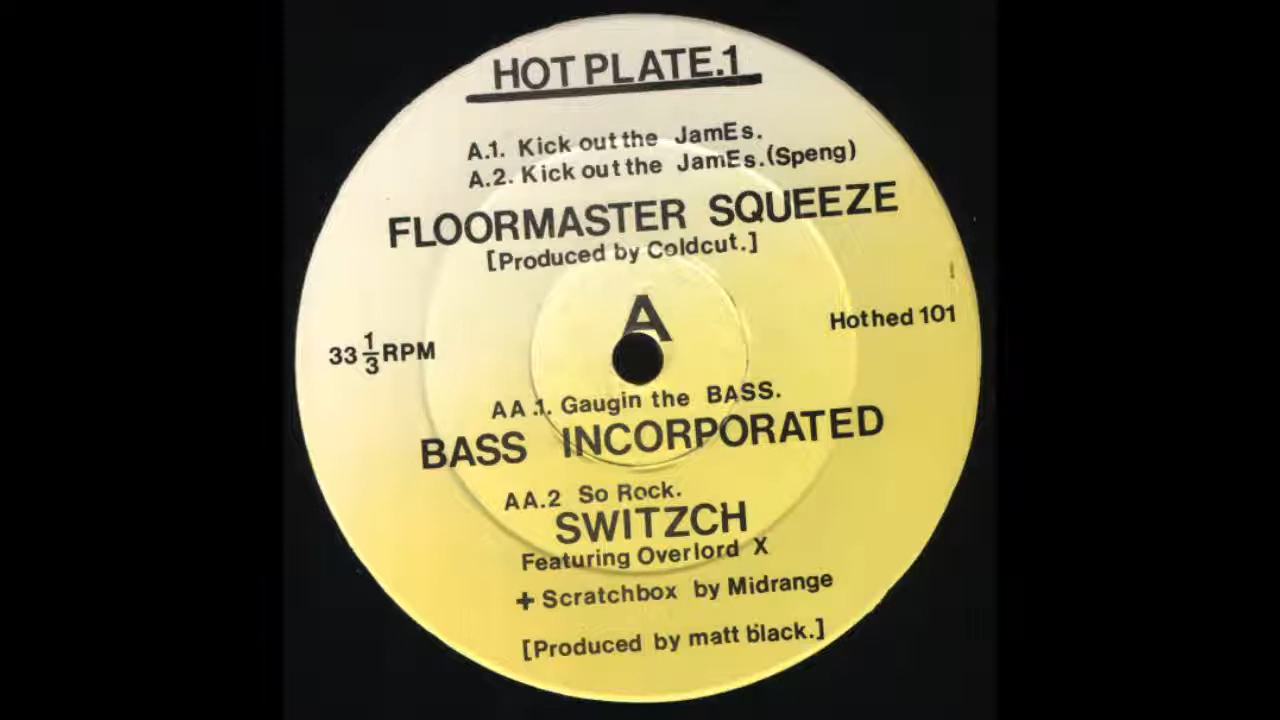 HOT PLATE.1
A.1. Kick out the JamEs.
A.2. Kick out the JamEs.(Speng)
FLOORMASTER SQUEEZE
[Produced by Coldcut.]
A
33 1/3 RPM
Hothed 101
AA.1. Gaugin the BASS.
BASS INCORPORATED
AA.2 So Rock.
SWITZCH
Featuring Overlord X
+ Scratchbox by Midrange
[Produced by matt black.]